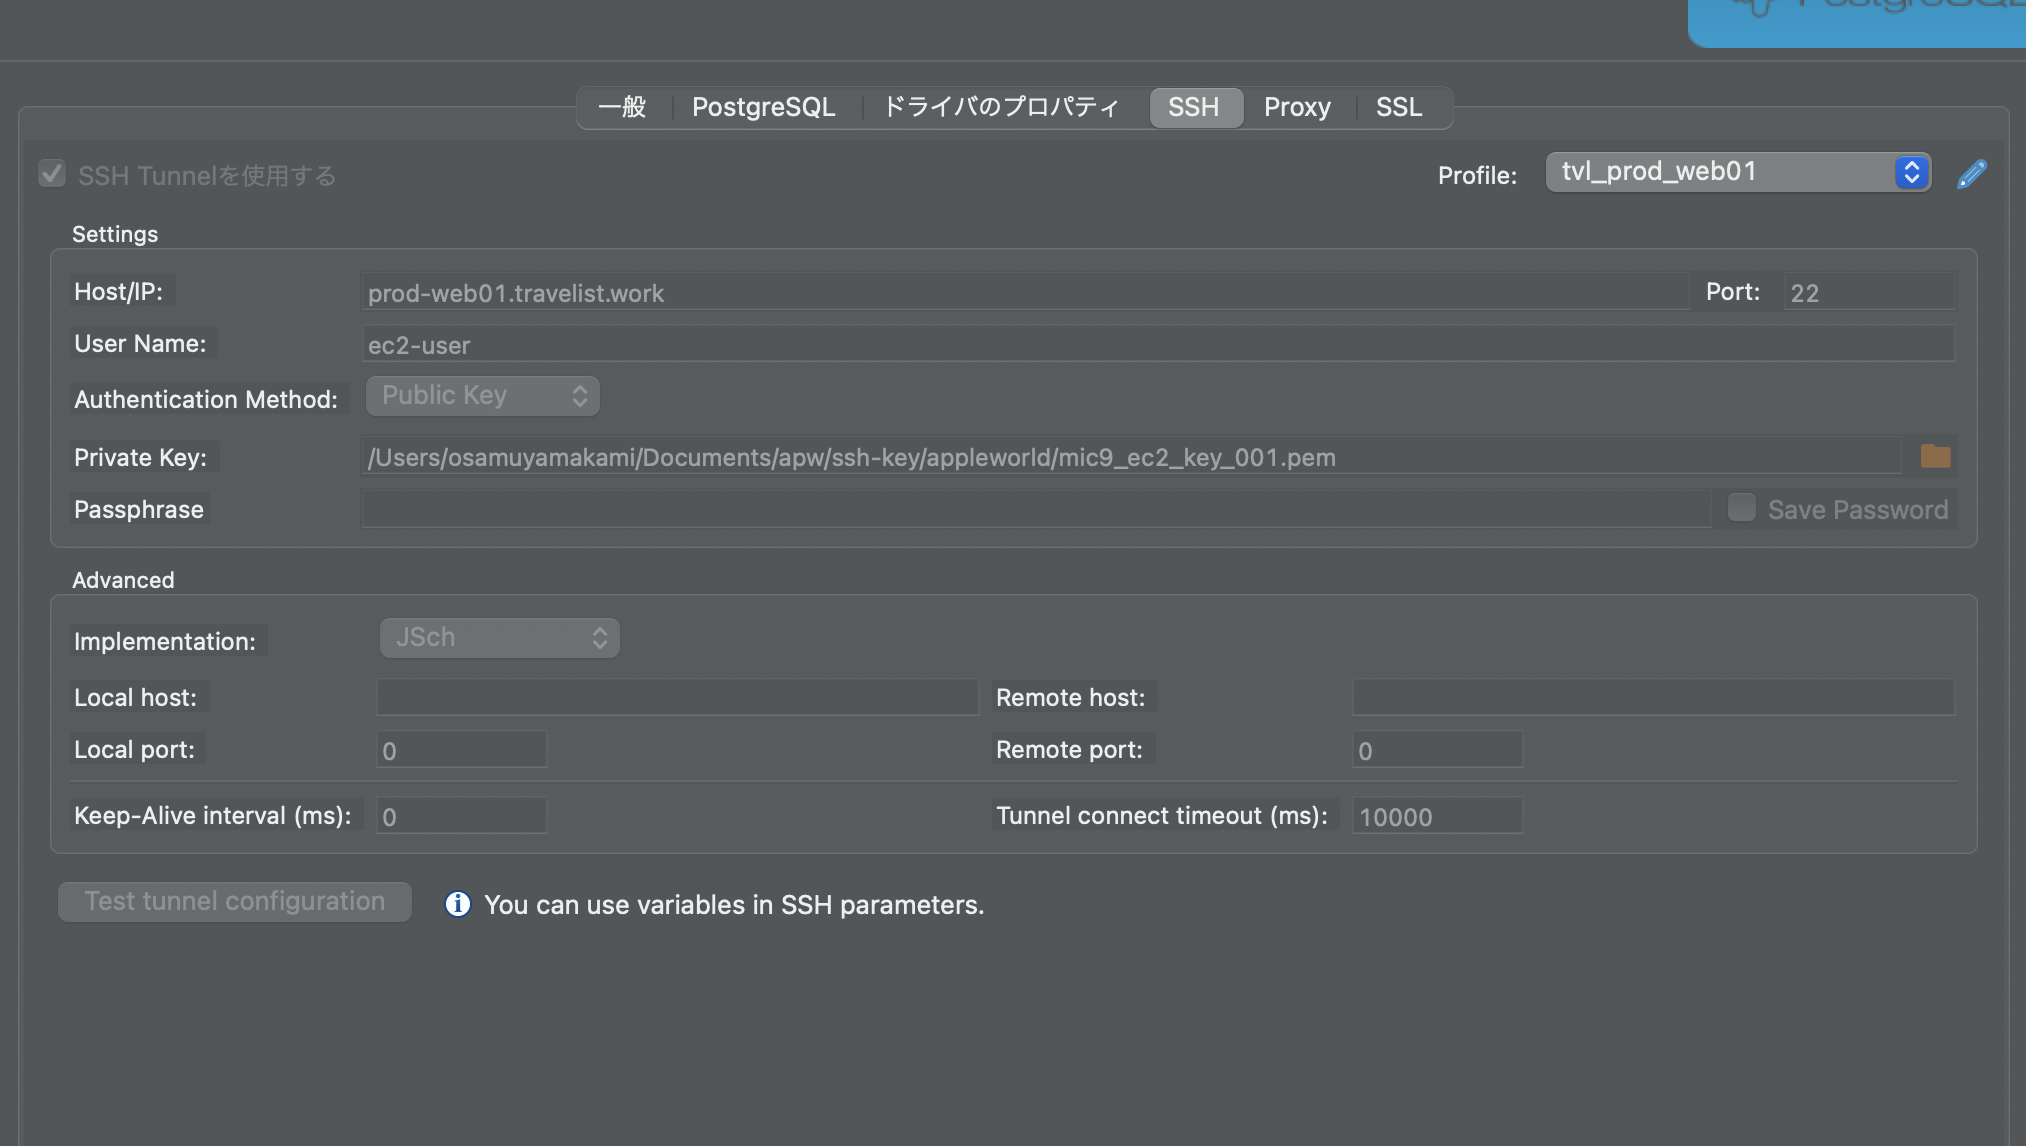 PostgreSQL
一般 PostgreSQL ドライバのプロパティ SSH Proxy SSL
SSH Tunnelを使用する Profile: tvl_prod_web01
Settings
Host/IP: prod-web01.travelist.work Port: 22
User Name: ec2-user
Authentication Method: Public Key
Private Key: /Users/osamuyamakami/Documents/apw/ssh-key/appleworld/mic9_ec2_key_001.pem
Passphrase Save Password
Advanced
Implementation: JSch
Local host: Remote host:
Local port: 0 Remote port: 0
Keep-Alive interval (ms): 0 Tunnel connect timeout (ms): 10000
Test tunnel configuration You can use variables in SSH parameters.